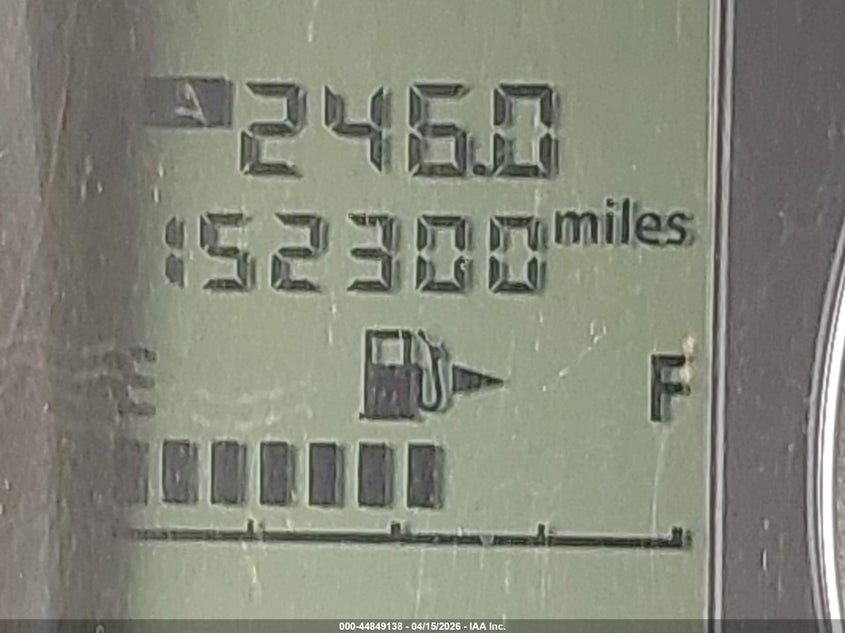 A 246.0
152300 miles
E F
000-44849138 - 04/15/2026 - IAA Inc.